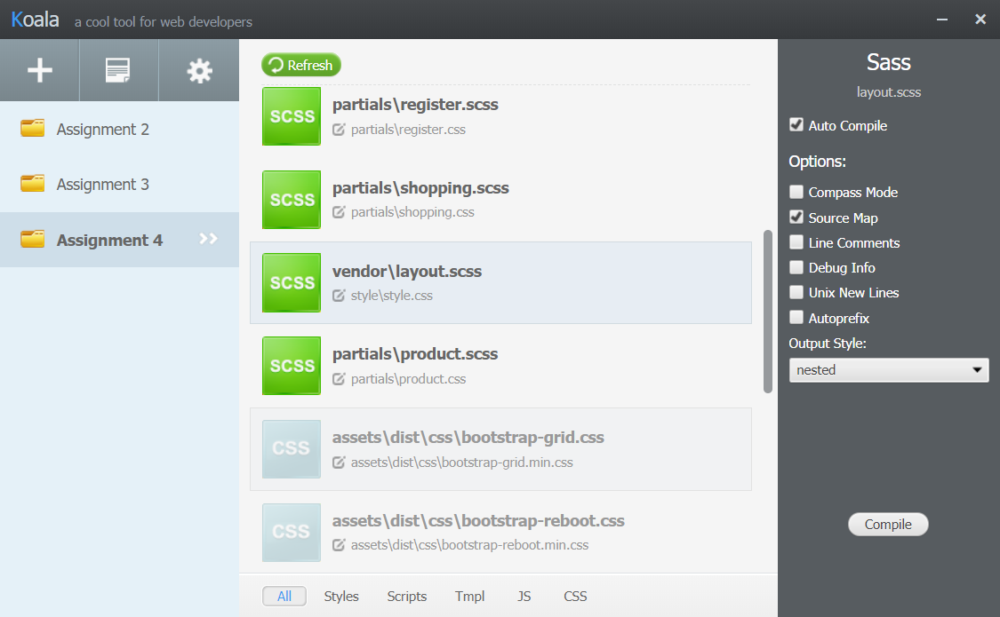 Koala a cool tool for web developers
Assignment 2
Assignment 3
Assignment 4
Refresh
SCSS
partials\register.scss
partials\register.css
SCSS
partials\shopping.scss
partials\shopping.css
SCSS
vendor\layout.scss
style\style.css
SCSS
partials\product.scss
partials\product.css
CSS
assets\dist\css\bootstrap-grid.css
assets\dist\css\bootstrap-grid.min.css
CSS
assets\dist\css\bootstrap-reboot.css
assets\dist\css\bootstrap-reboot.min.css
All Styles Scripts Tmpl JS CSS
Sass
layout.scss
Auto Compile
Options:
Compass Mode
Source Map
Line Comments
Debug Info
Unix New Lines
Autoprefix
Output Style:
nested
Compile